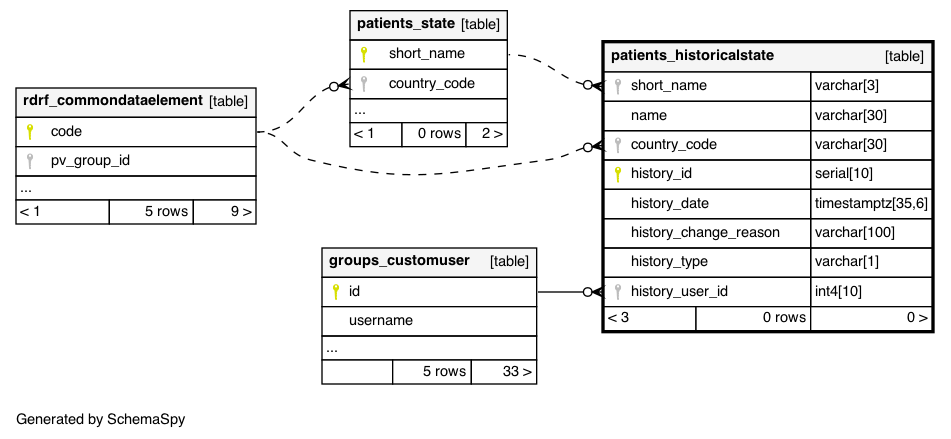 patients_state [table]
short_name
country_code
...
< 1 0 rows 2 >
rdrf_commondataelement [table]
code
pv_group_id
...
< 1 5 rows 9 >
patients_historicalstate [table]
short_name varchar[3]
name varchar[30]
country_code varchar[30]
history_id serial[10]
history_date timestamptz[35,6]
history_change_reason varchar[100]
history_type varchar[1]
history_user_id int4[10]
< 3 0 rows 0 >
groups_customuser [table]
id
username
...
5 rows 33 >
Generated by SchemaSpy